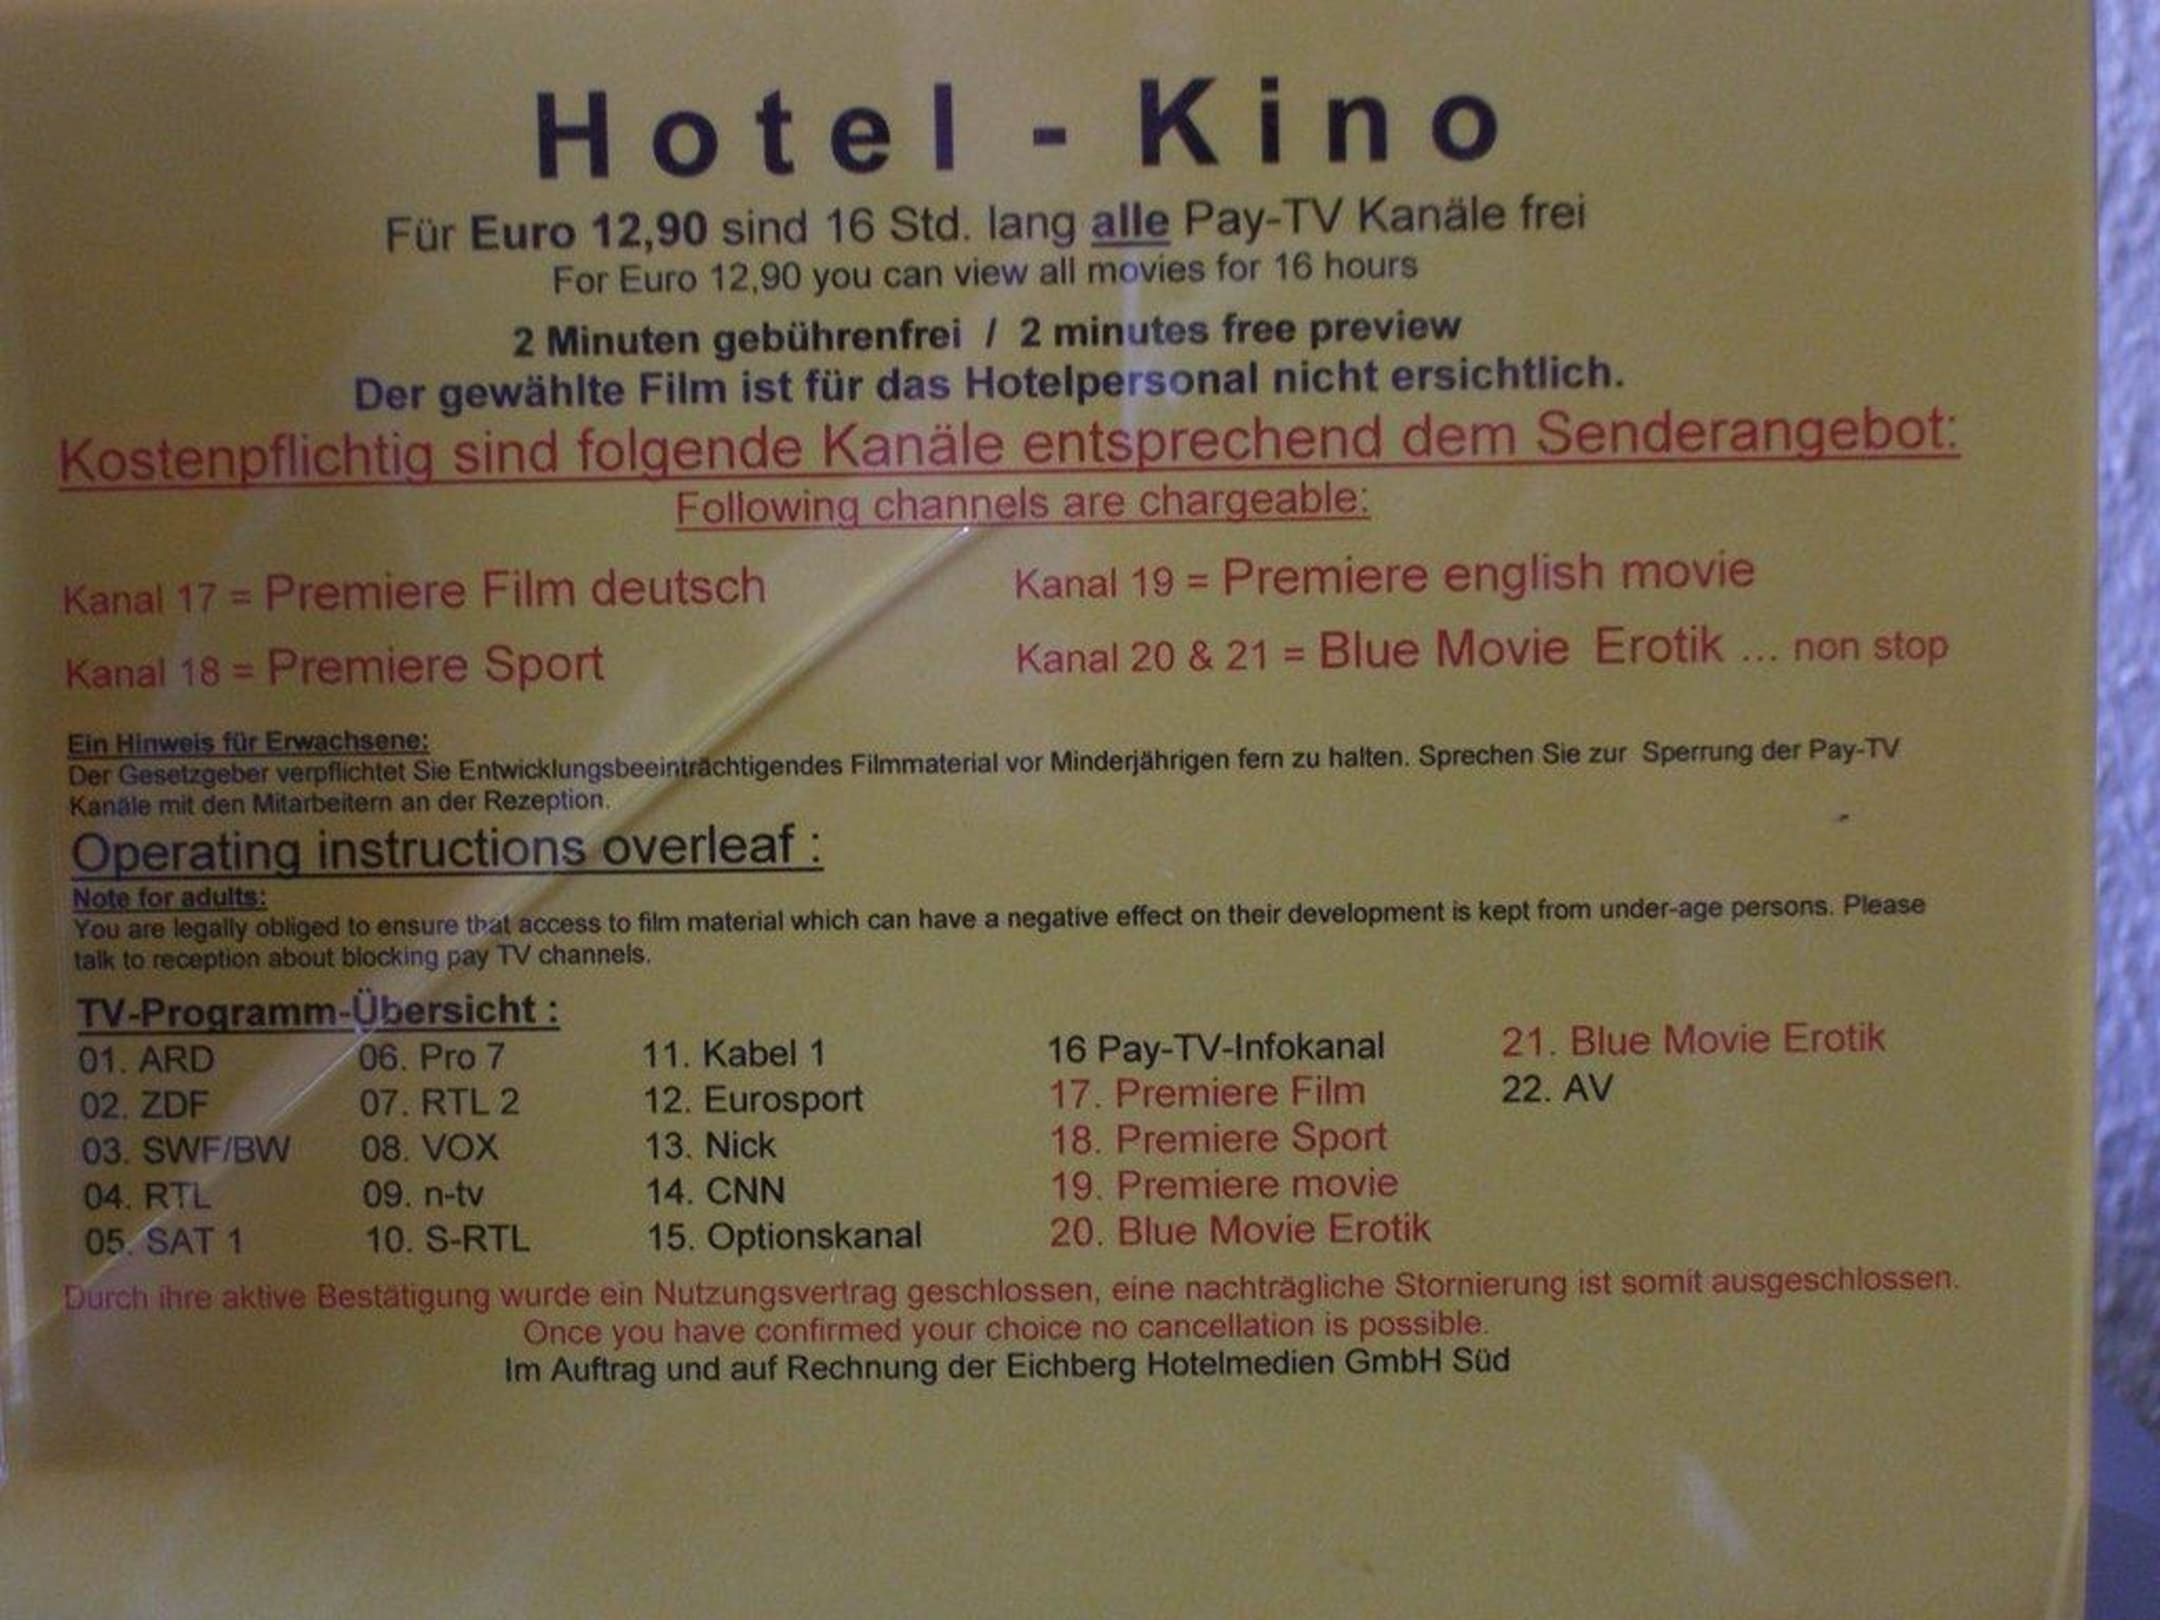 Hotel - Kino
Für Euro 12,90 sind 16 Std. lang alle Pay-TV Kanäle frei
For Euro 12,90 you can view all movies for 16 hours
2 Minuten gebührenfrei / 2 minutes free preview
Der gewählte Film ist für das Hotelpersonal nicht ersichtlich.
Kostenpflichtig sind folgende Kanäle entsprechend dem Senderangebot:
Following channels are chargeable:
Kanal 17 = Premiere Film deutsch
Kanal 19 = Premiere english movie
Kanal 18 = Premiere Sport
Kanal 20 & 21 = Blue Movie Erotik ... non stop
Ein Hinweis für Erwachsene:
Der Gesetzgeber verpflichtet Sie Entwicklungsbeeinträchtigendes Filmmaterial vor Minderjährigen fern zu halten. Sprechen Sie zur Sperrung der Pay-TV
Kanäle mit den Mitarbeitern an der Rezeption.
Operating instructions overleaf :
Note for adults:
You are legally obliged to ensure that access to film material which can have a negative effect on their development is kept from under-age persons. Please
talk to reception about blocking pay TV channels.
TV-Programm-Übersicht :
01. ARD
02. ZDF
03. SWF/BW
04. RTL
05. SAT 1
06. Pro 7
07. RTL 2
08. VOX
09. n-tv
10. S-RTL
11. Kabel 1
12. Eurosport
13. Nick
14. CNN
15. Optionskanal
16 Pay-TV-Infokanal
17. Premiere Film
18. Premiere Sport
19. Premiere movie
20. Blue Movie Erotik
21. Blue Movie Erotik
22. AV
Durch ihre aktive Bestätigung wurde ein Nutzungsvertrag geschlossen, eine nachträgliche Stornierung ist somit ausgeschlossen.
Once you have confirmed your choice no cancellation is possible.
Im Auftrag und auf Rechnung der Eichberg Hotelmedien GmbH Süd